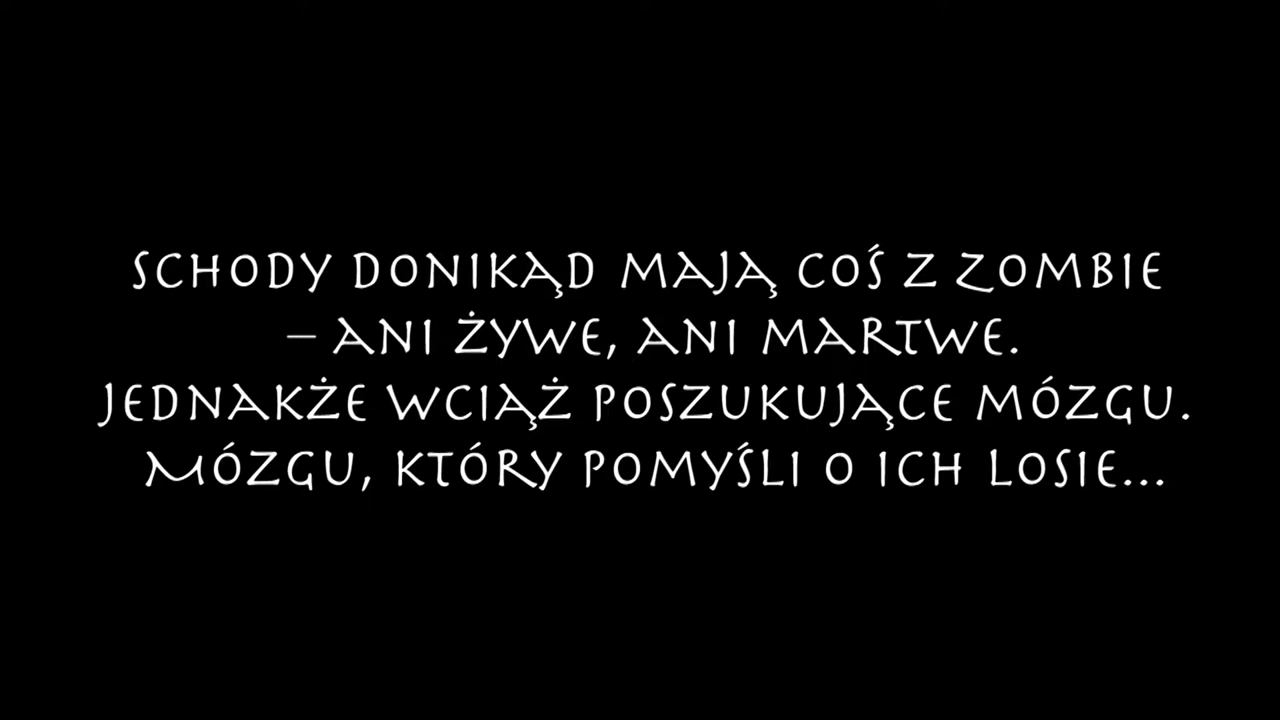 SCHODY DONIKĄD MAJĄ COŚ Z ZOMBIE
– ANI ŻYWE, ANI MARTWE.
JEDNAKŻE WCIĄŻ POSZUKUJĄCE MÓZGU.
MÓZGU, KTÓRY POMYŚLI O ICH LOSIE...